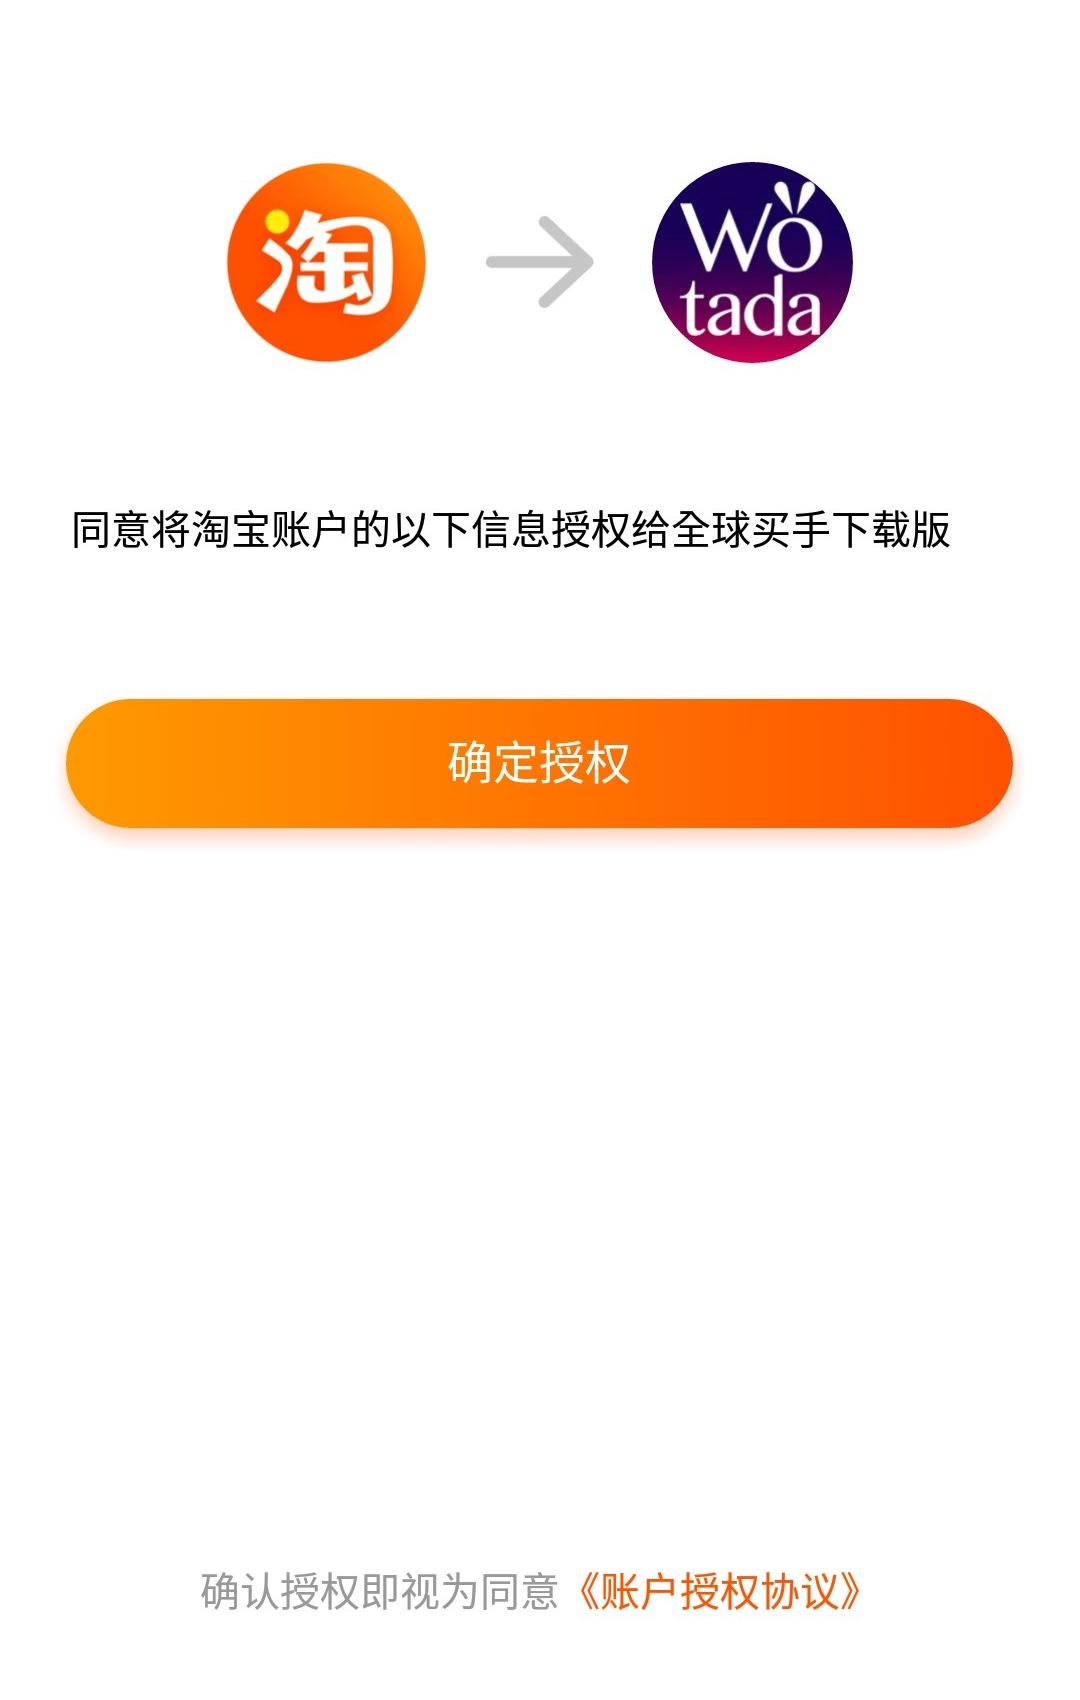 淘
Wo
tada
同意将淘宝账户的以下信息授权给全球买手下载版
确定授权
确认授权即视为同意《账户授权协议》